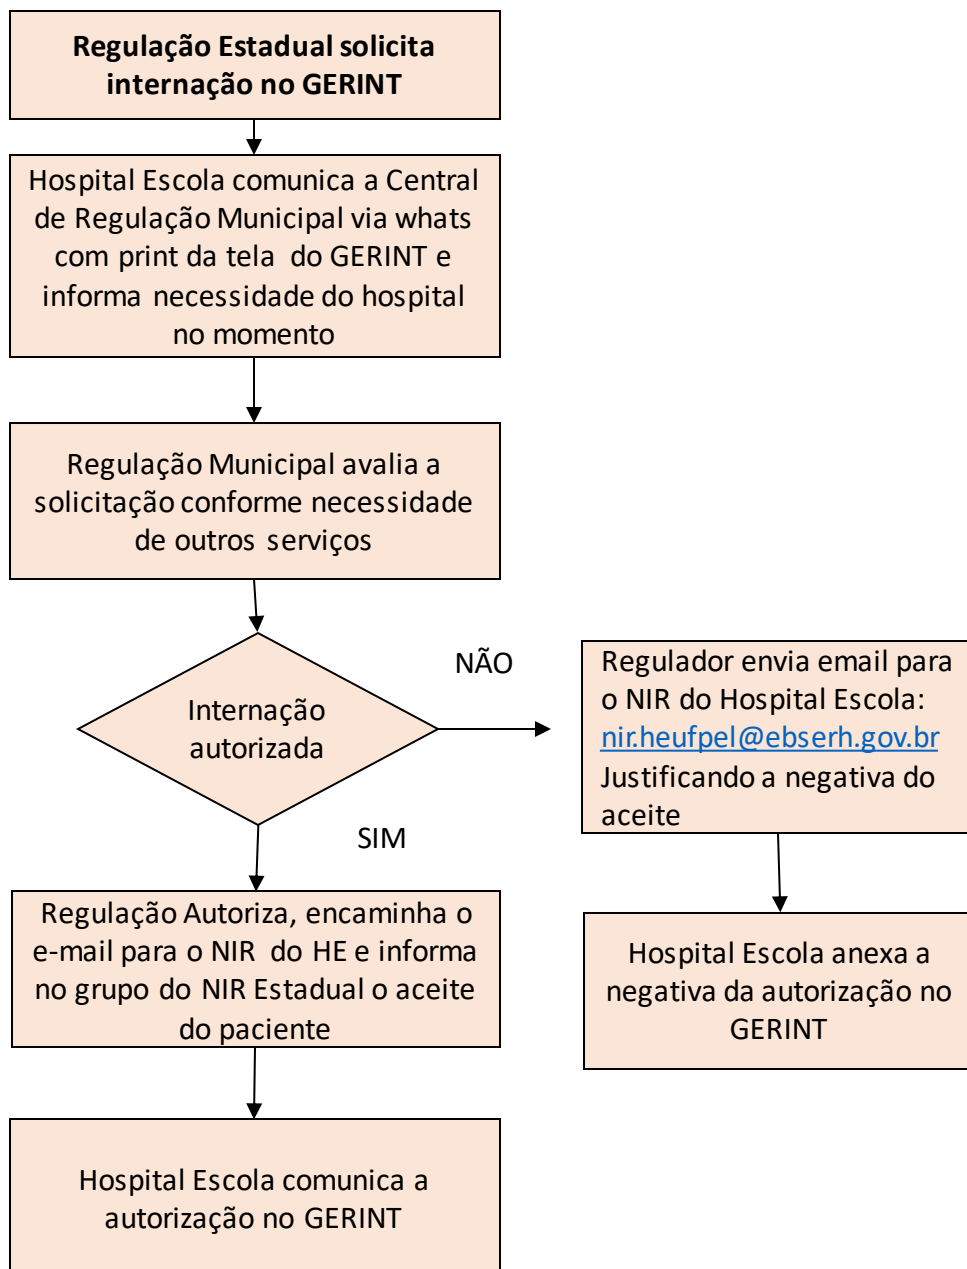 Regulação Estadual solicita
internação no GERINT
Hospital Escola comunica a Central
de Regulação Municipal via whats
com print da tela do GERINT e
informa necessidade do hospital
no momento
Regulação Municipal avalia a
solicitação conforme necessidade
de outros serviços
Internação
autorizada
NÃO
Regulador envia email para
o NIR do Hospital Escola:
nir.heufpel@ebserh.gov.br
Justificando a negativa do
aceite
SIM
Regulação Autoriza, encaminha o
e-mail para o NIR do HE e informa
no grupo do NIR Estadual o aceite
do paciente
Hospital Escola anexa a
negativa da autorização no
GERINT
Hospital Escola comunica a
autorização no GERINT